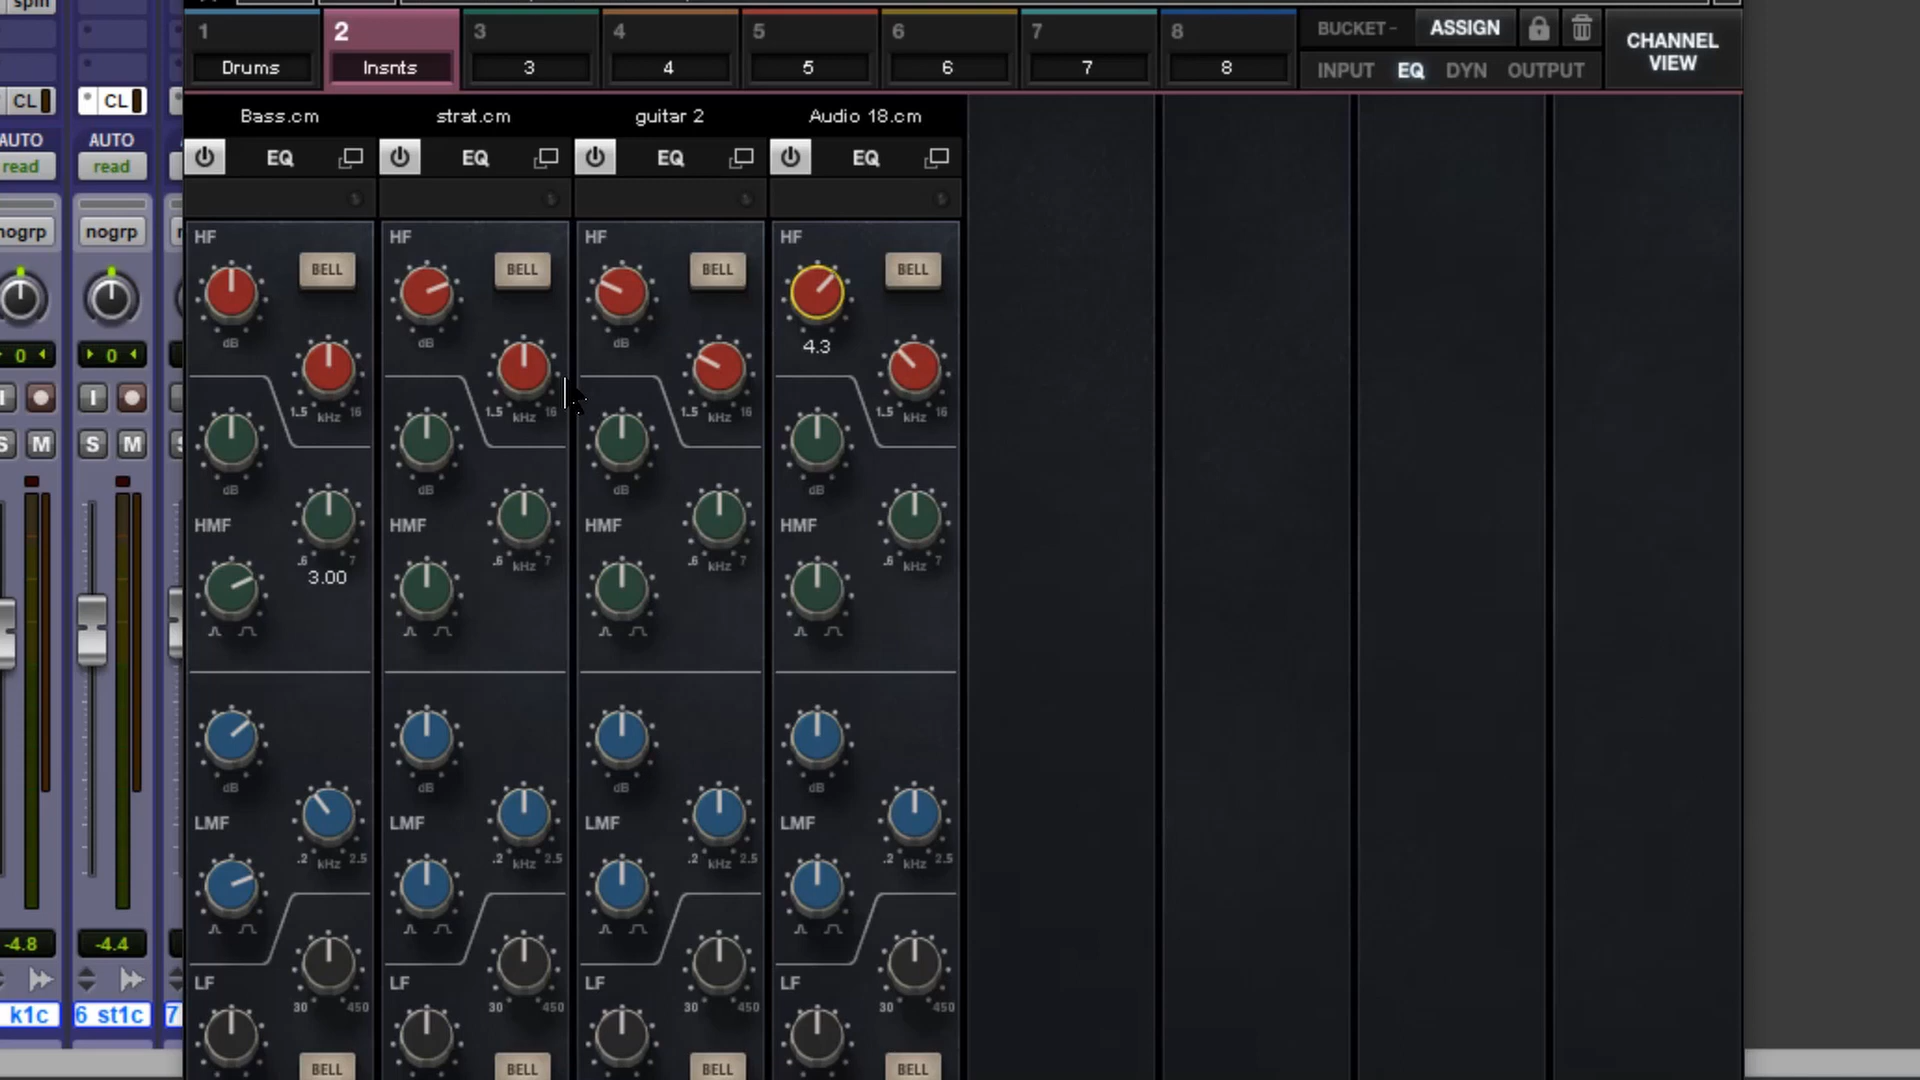 spin
1 2 3 4 5 6 7 8
Drums Insnts 3 4 5 6 7 8
BUCKET- ASSIGN
INPUT EQ DYN OUTPUT
CHANNEL
VIEW
CL CL
AUTO AUTO
read read
nogrp nogrp
0 0
I I
S M S M
-4.8 -4.4
k1c 6 st1c 7
Bass.cm strat.cm guitar 2 Audio 18.cm
EQ EQ EQ EQ
HF HF HF HF
BELL BELL BELL BELL
dB dB dB 4.3
1.5 kHz 16 1.5 kHz 16 1.5 kHz 16 1.5 kHz 16
dB dB dB dB
HMF HMF HMF HMF
.6 7 .6 kHz 7 .6 kHz 7 .6 kHz 7
3.00
dB dB dB dB
LMF LMF LMF LMF
.2 kHz 2.5 .2 kHz 2.5 .2 kHz 2.5 .2 kHz 2.5
LF LF LF LF
30 450 30 450 30 450 30 450
BELL BELL BELL BELL